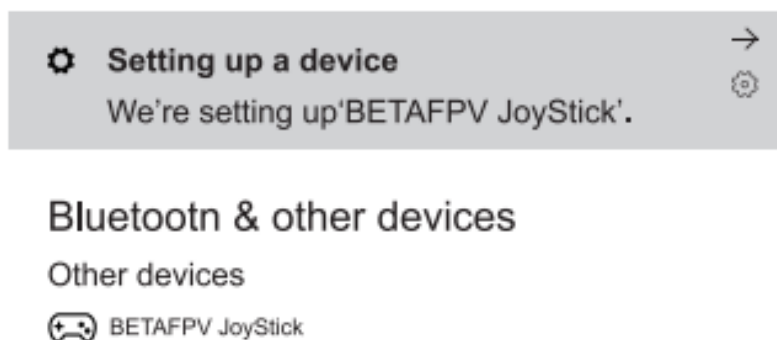 Setting up a device
We're setting up‘BETAFPV JoyStick’.
Bluetootn & other devices
Other devices
BETAFPV JoyStick